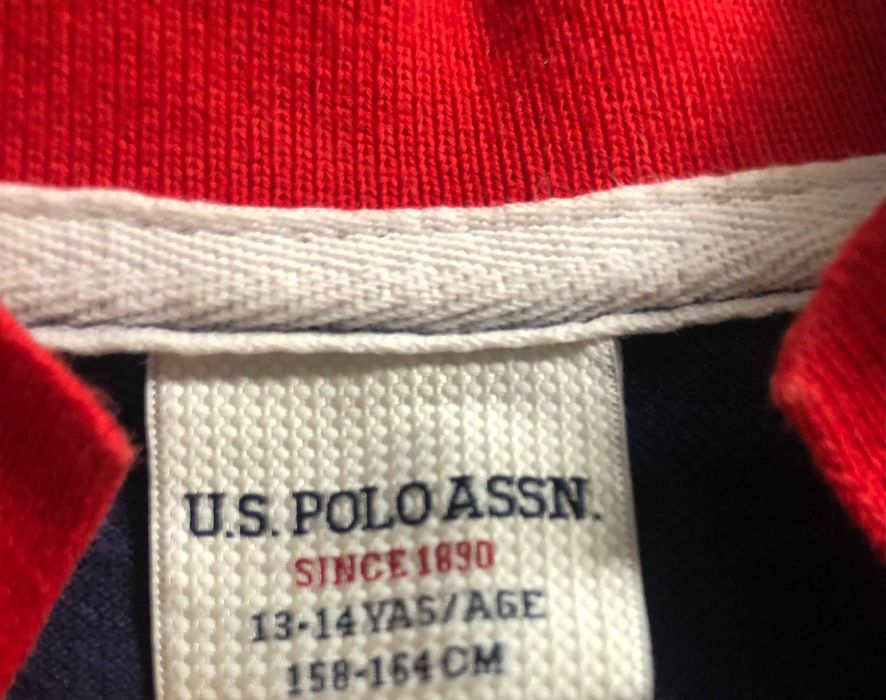 U.S. POLO ASSN.
SINCE 1890
13-14 YAS/AGE
158-164 CM